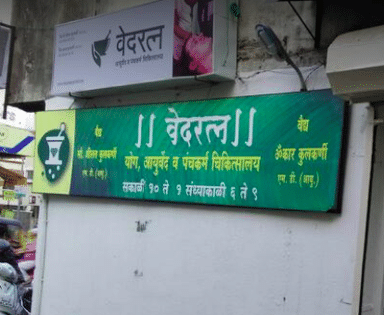 वेदरत्न
आयुर्वेद व पंचकर्म चिकित्सालय
वैद्य
सौ. शीतल कुलकर्णी
एम. डी. (आयु.)
|| वेदरत्न ||
योग, आयुर्वेद व पंचकर्म चिकित्सालय
सकाळी १० ते १ संध्याकाळी ६ ते ९
वैद्य
ॐकार कुलकर्णी
एम. डी. (आयु.)